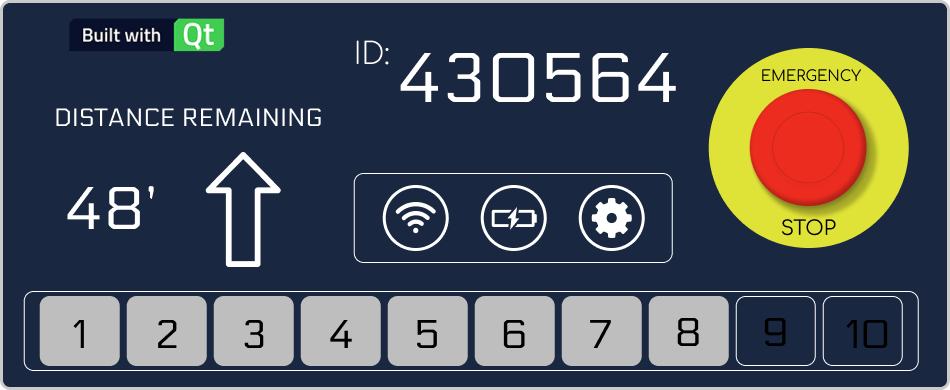 Built with Qt
ID: 430564
EMERGENCY
DISTANCE REMAINING
48'
STOP
1 2 3 4 5 6 7 8 9 10